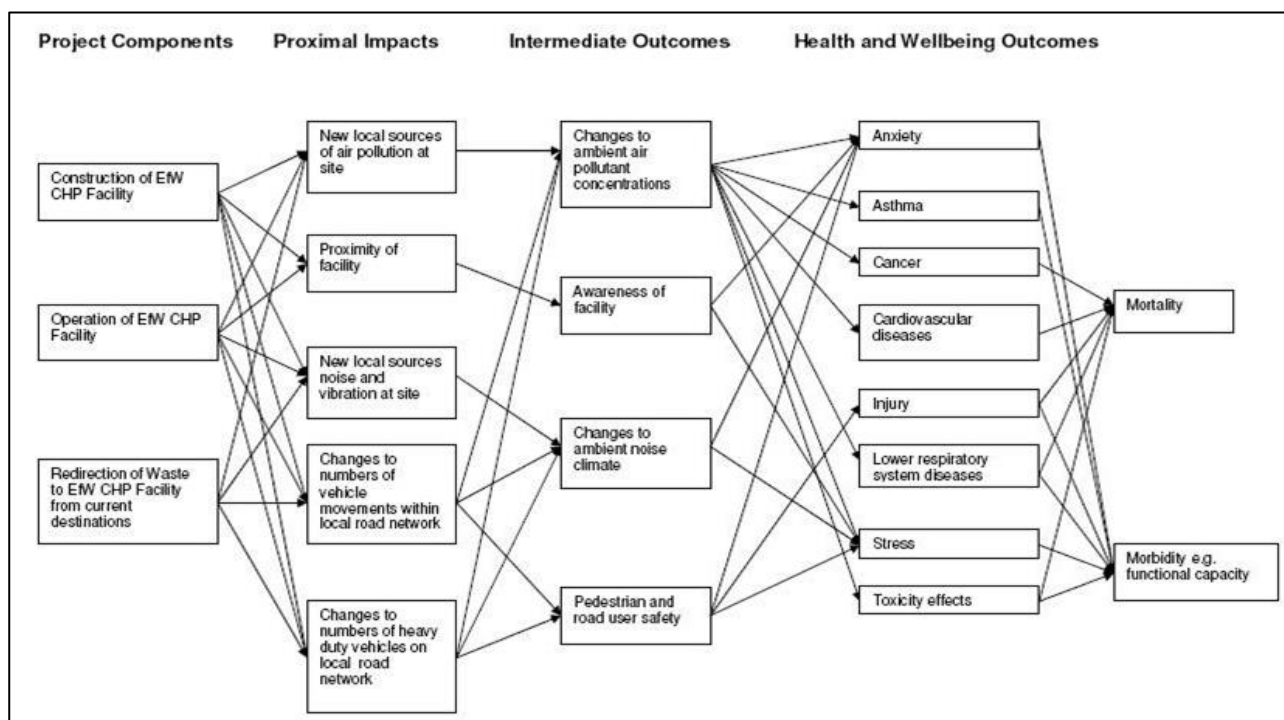 Project Components
Proximal Impacts
Intermediate Outcomes
Health and Wellbeing Outcomes
Construction of EfW
CHP Facility
Operation of EfW CHP
Facility
Redirection of Waste
to EfW CHP Facility
from current
destinations
New local sources
of air pollution at
site
Proximity of
facility
New local sources
noise and
vibration at site
Changes to
numbers of
vehicle
movements within
local road network
Changes to
numbers of heavy
duty vehicles on
local road
network
Changes to
ambient air
pollutant
concentrations
Awareness of
facility
Changes to
ambient noise
climate
Pedestrian and
road user safety
Anxiety
Asthma
Cancer
Cardiovascular
diseases
Injury
Lower respiratory
system diseases
Stress
Toxicity effects
Mortality
Morbidity e.g.
functional capacity